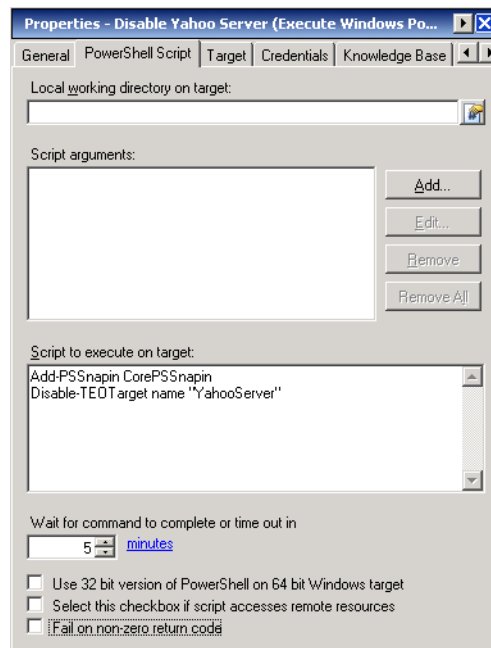 Properties - Disable Yahoo Server (Execute Windows Po...
General PowerShell Script Target Credentials Knowledge Base
Local working directory on target:
Script arguments:
Add...
Edit...
Remove
Remove All
Script to execute on target:
Add-PSSnapin CorePSSnapin
Disable-TEOTarget name "YahooServer"
Wait for command to complete or time out in
5 minutes
Use 32 bit version of PowerShell on 64 bit Windows target
Select this checkbox if script accesses remote resources
Fail on non-zero return code